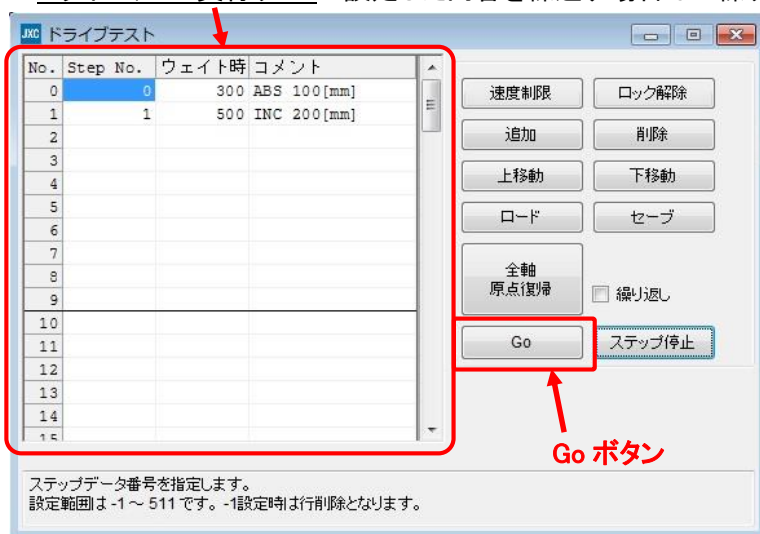 JXC ドライブテスト
No. Step No. ウェイト時 コメント
0 0 300 ABS 100[mm]
1 1 500 INC 200[mm]
2
3
4
5
6
7
8
9
10
11
12
13
14
15
速度制限 ロック解除
追加 削除
上移動 下移動
ロード セーブ
全軸
原点復帰
繰り返し
Go ステップ停止
Go ボタン
ステップデータ番号を指定します。
設定範囲は -1 ～ 511 です。-1設定時は行削除となります。